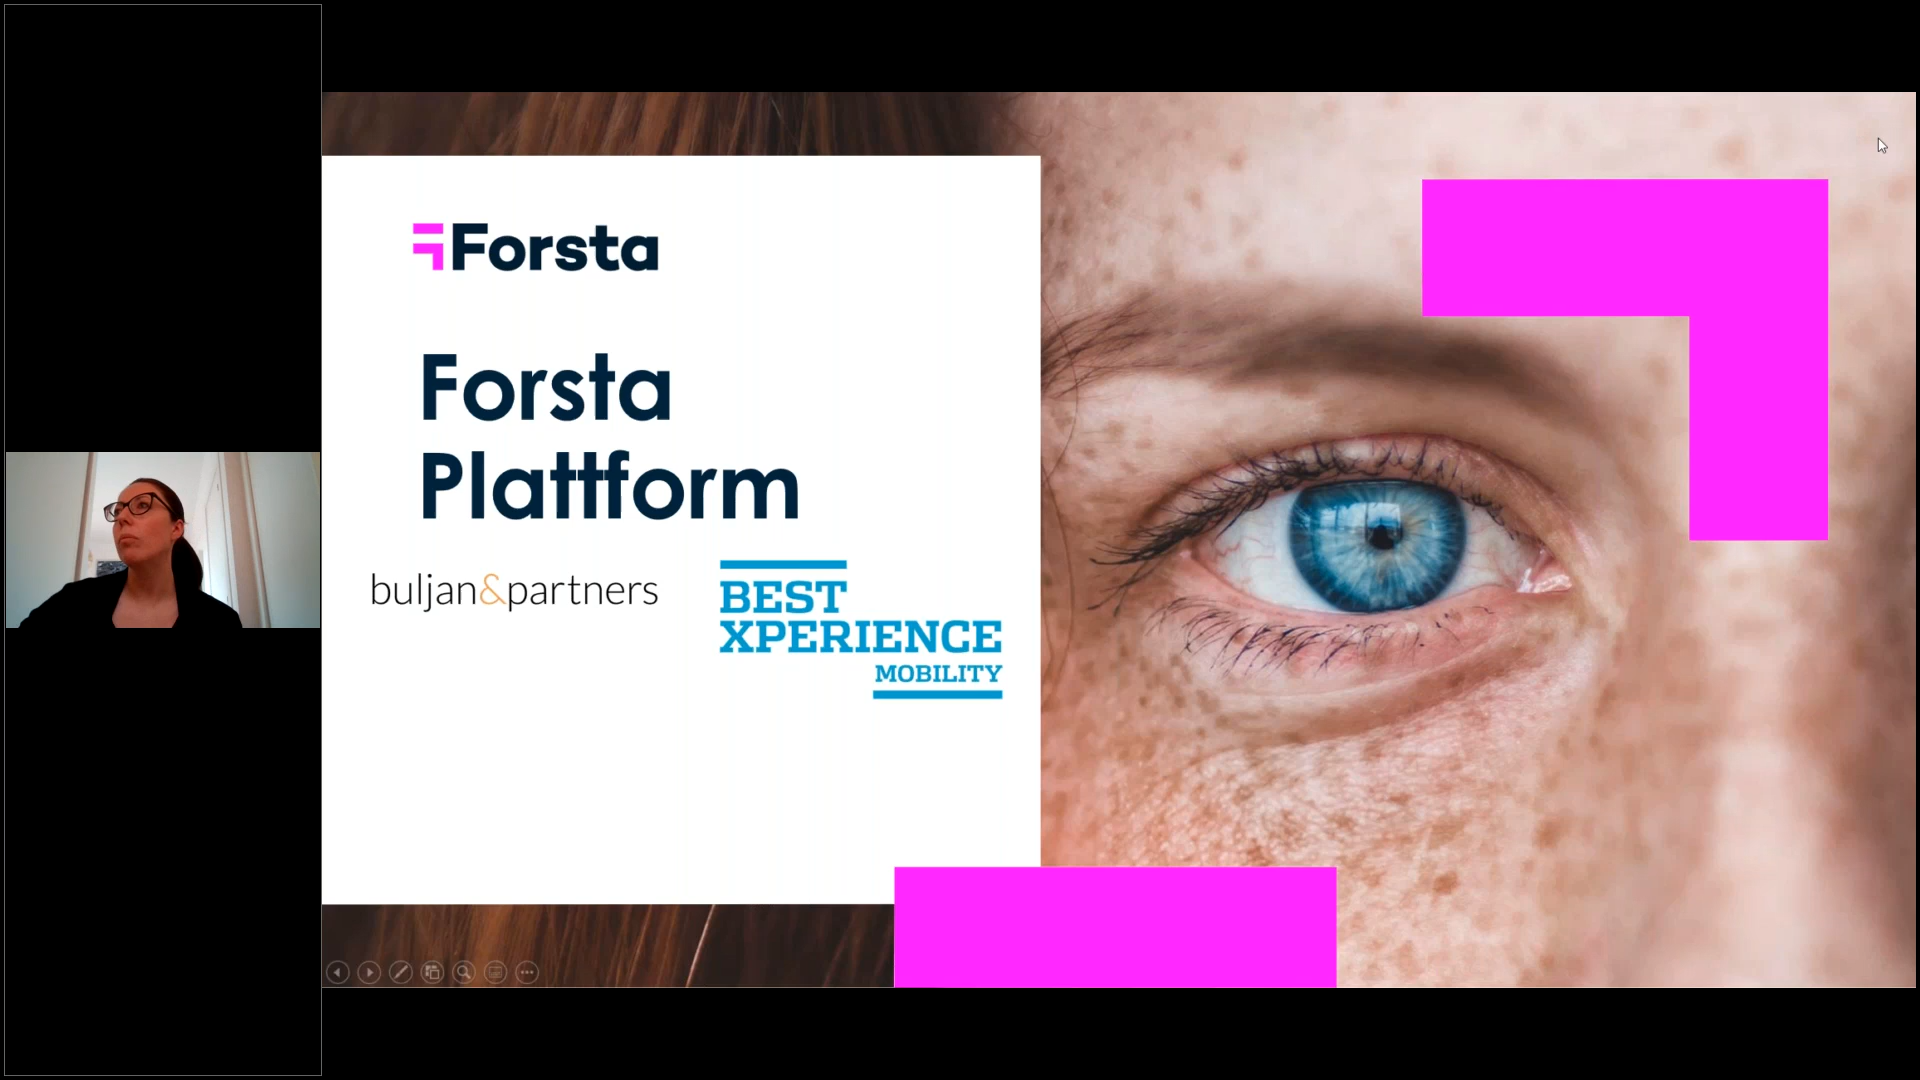 Forsta
Forsta
Plattform
buljan&partners
BEST
XPERIENCE
MOBILITY